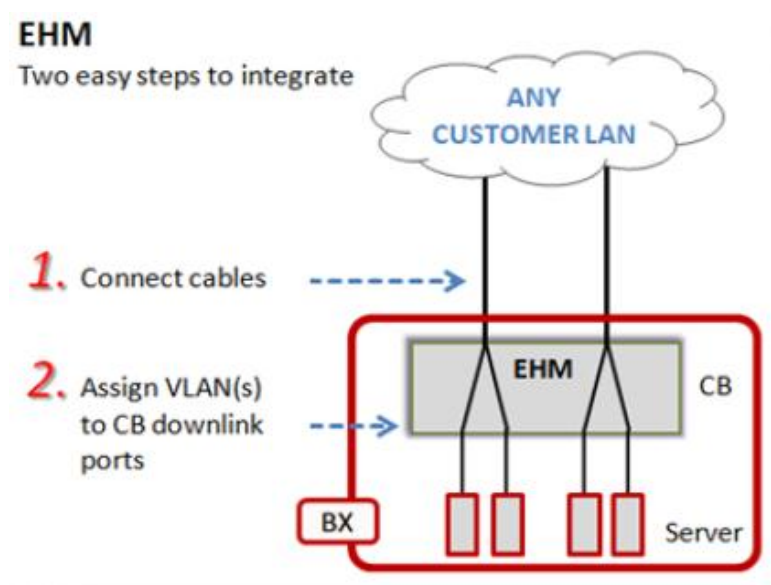 EHM
Two easy steps to integrate
ANY
CUSTOMER LAN
1. Connect cables
EHM
CB
2. Assign VLAN(s)
to CB downlink
ports
BX
Server